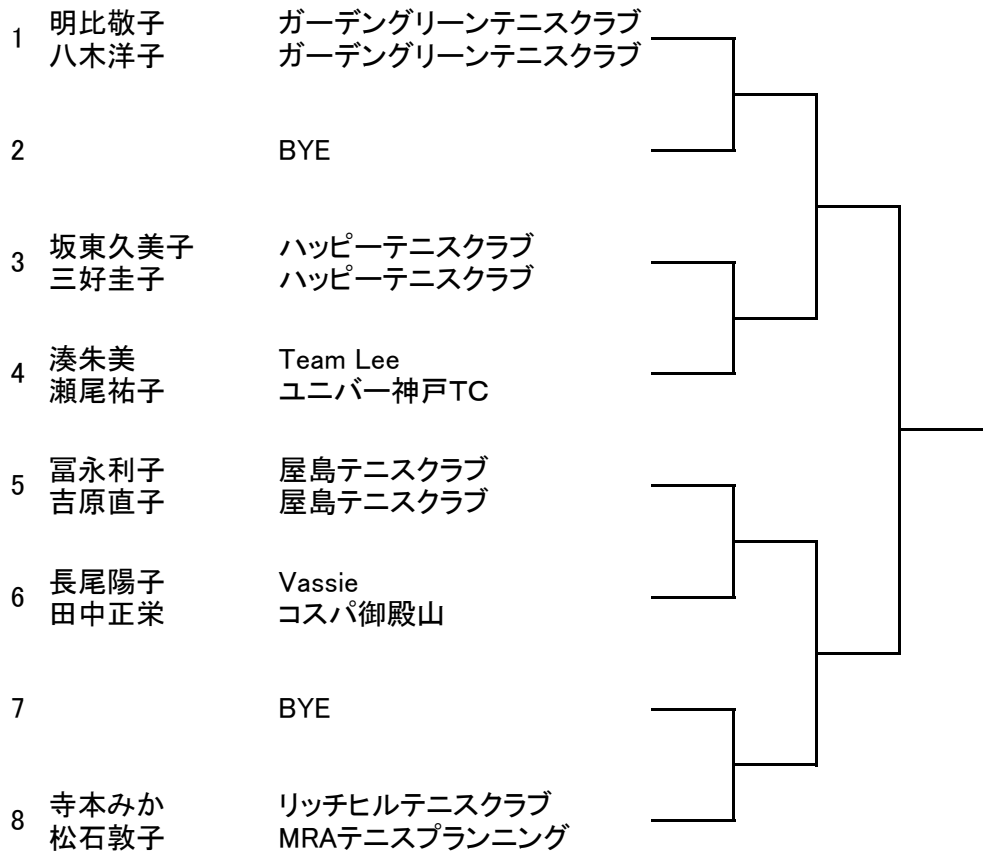 1 明比敬子 ガーデングリーンテニスクラブ
八木洋子 ガーデングリーンテニスクラブ
2 BYE
3 坂東久美子 ハッピーテニスクラブ
三好圭子 ハッピーテニスクラブ
4 湊朱美 Team Lee
瀬尾祐子 ユニバー神戸TC
5 冨永利子 屋島テニスクラブ
吉原直子 屋島テニスクラブ
6 長尾陽子 Vassie
田中正栄 コスパ御殿山
7 BYE
8 寺本みか リッチヒルテニスクラブ
松石敦子 MRAテニスプランニング